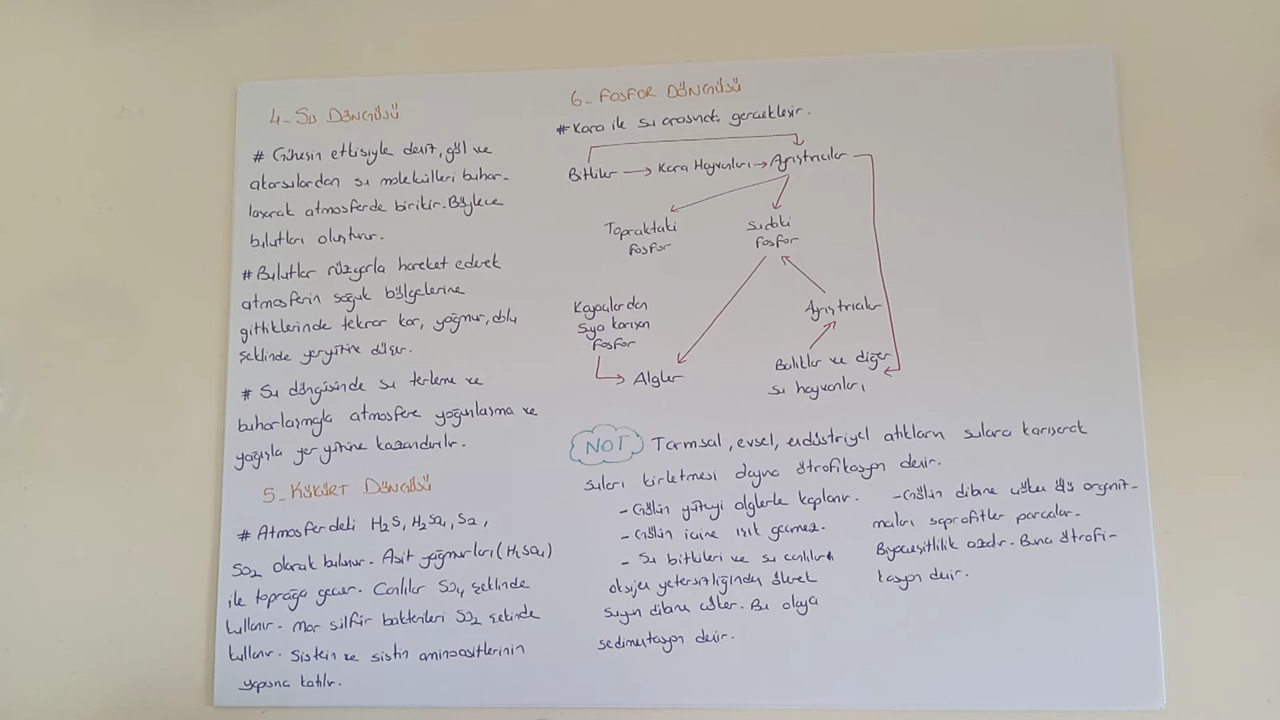 4- Su DÖNGÜSÜ
# Güneşin etkisiyle deniz, göl ve
akarsulardan su molekülleri buhar-
laşarak atmosferde birikir. Böylece
bulutları oluşturur.
# Bulutlar rüzgarla hareket ederek
atmosferin soğuk bölgelerine
gittiklerinde tekrar kar, yağmur, dolu
şeklinde yeryüzüne düşer.
# Su döngüsünde su terleme ve
buharlaşmayla atmosfere yoğunlaşma ve
yağışla yer yüzüne kazandırılır.
5- KÜKÜRT DÖNGÜSÜ
# Atmosferdeki H2S, H2SO4, S2,
SO2 olarak bulunur. Asit yağmurları (H2SO4)
ile toprağa geçer. Canlılar SO4 şeklinde
kullanır. Mor sülfür bakterileri SO2 şeklinde
kullanır. Sistein ve sistin aminoasitlerinin
yapısına katılır.
6- FOSFOR DÖNGÜSÜ
# Kara ile su arasında gerçekleşir.
Bitkiler → Kara Hayvanları → Ayrıştırıcılar
Topraktaki
fosfor
Sudaki
fosfor
Kayaçlardan
suya karışan
fosfor
Algler
Ayrıştırıcılar
Balıklar ve diğer
su hayvanları
NOT Tarımsal, evsel, endüstriyel atıkların sulara karışarak
suları kirletmesi olayına ötrofikasyon denir.
- Gölün yüzeyi alglerle kaplanır.
- Gölün içine ışık geçmez.
- Su bitkileri ve su canlıları
oksijen yetersizliğinden ölerek
suyun dibine çöker. Bu olaya
sedimentasyon denir.
- Gölün dibine çöken ölü organiz-
maları saprofitler parçalar.
Biyoçeşitlilik azalır. Buna ötrofi-
kasyon denir.